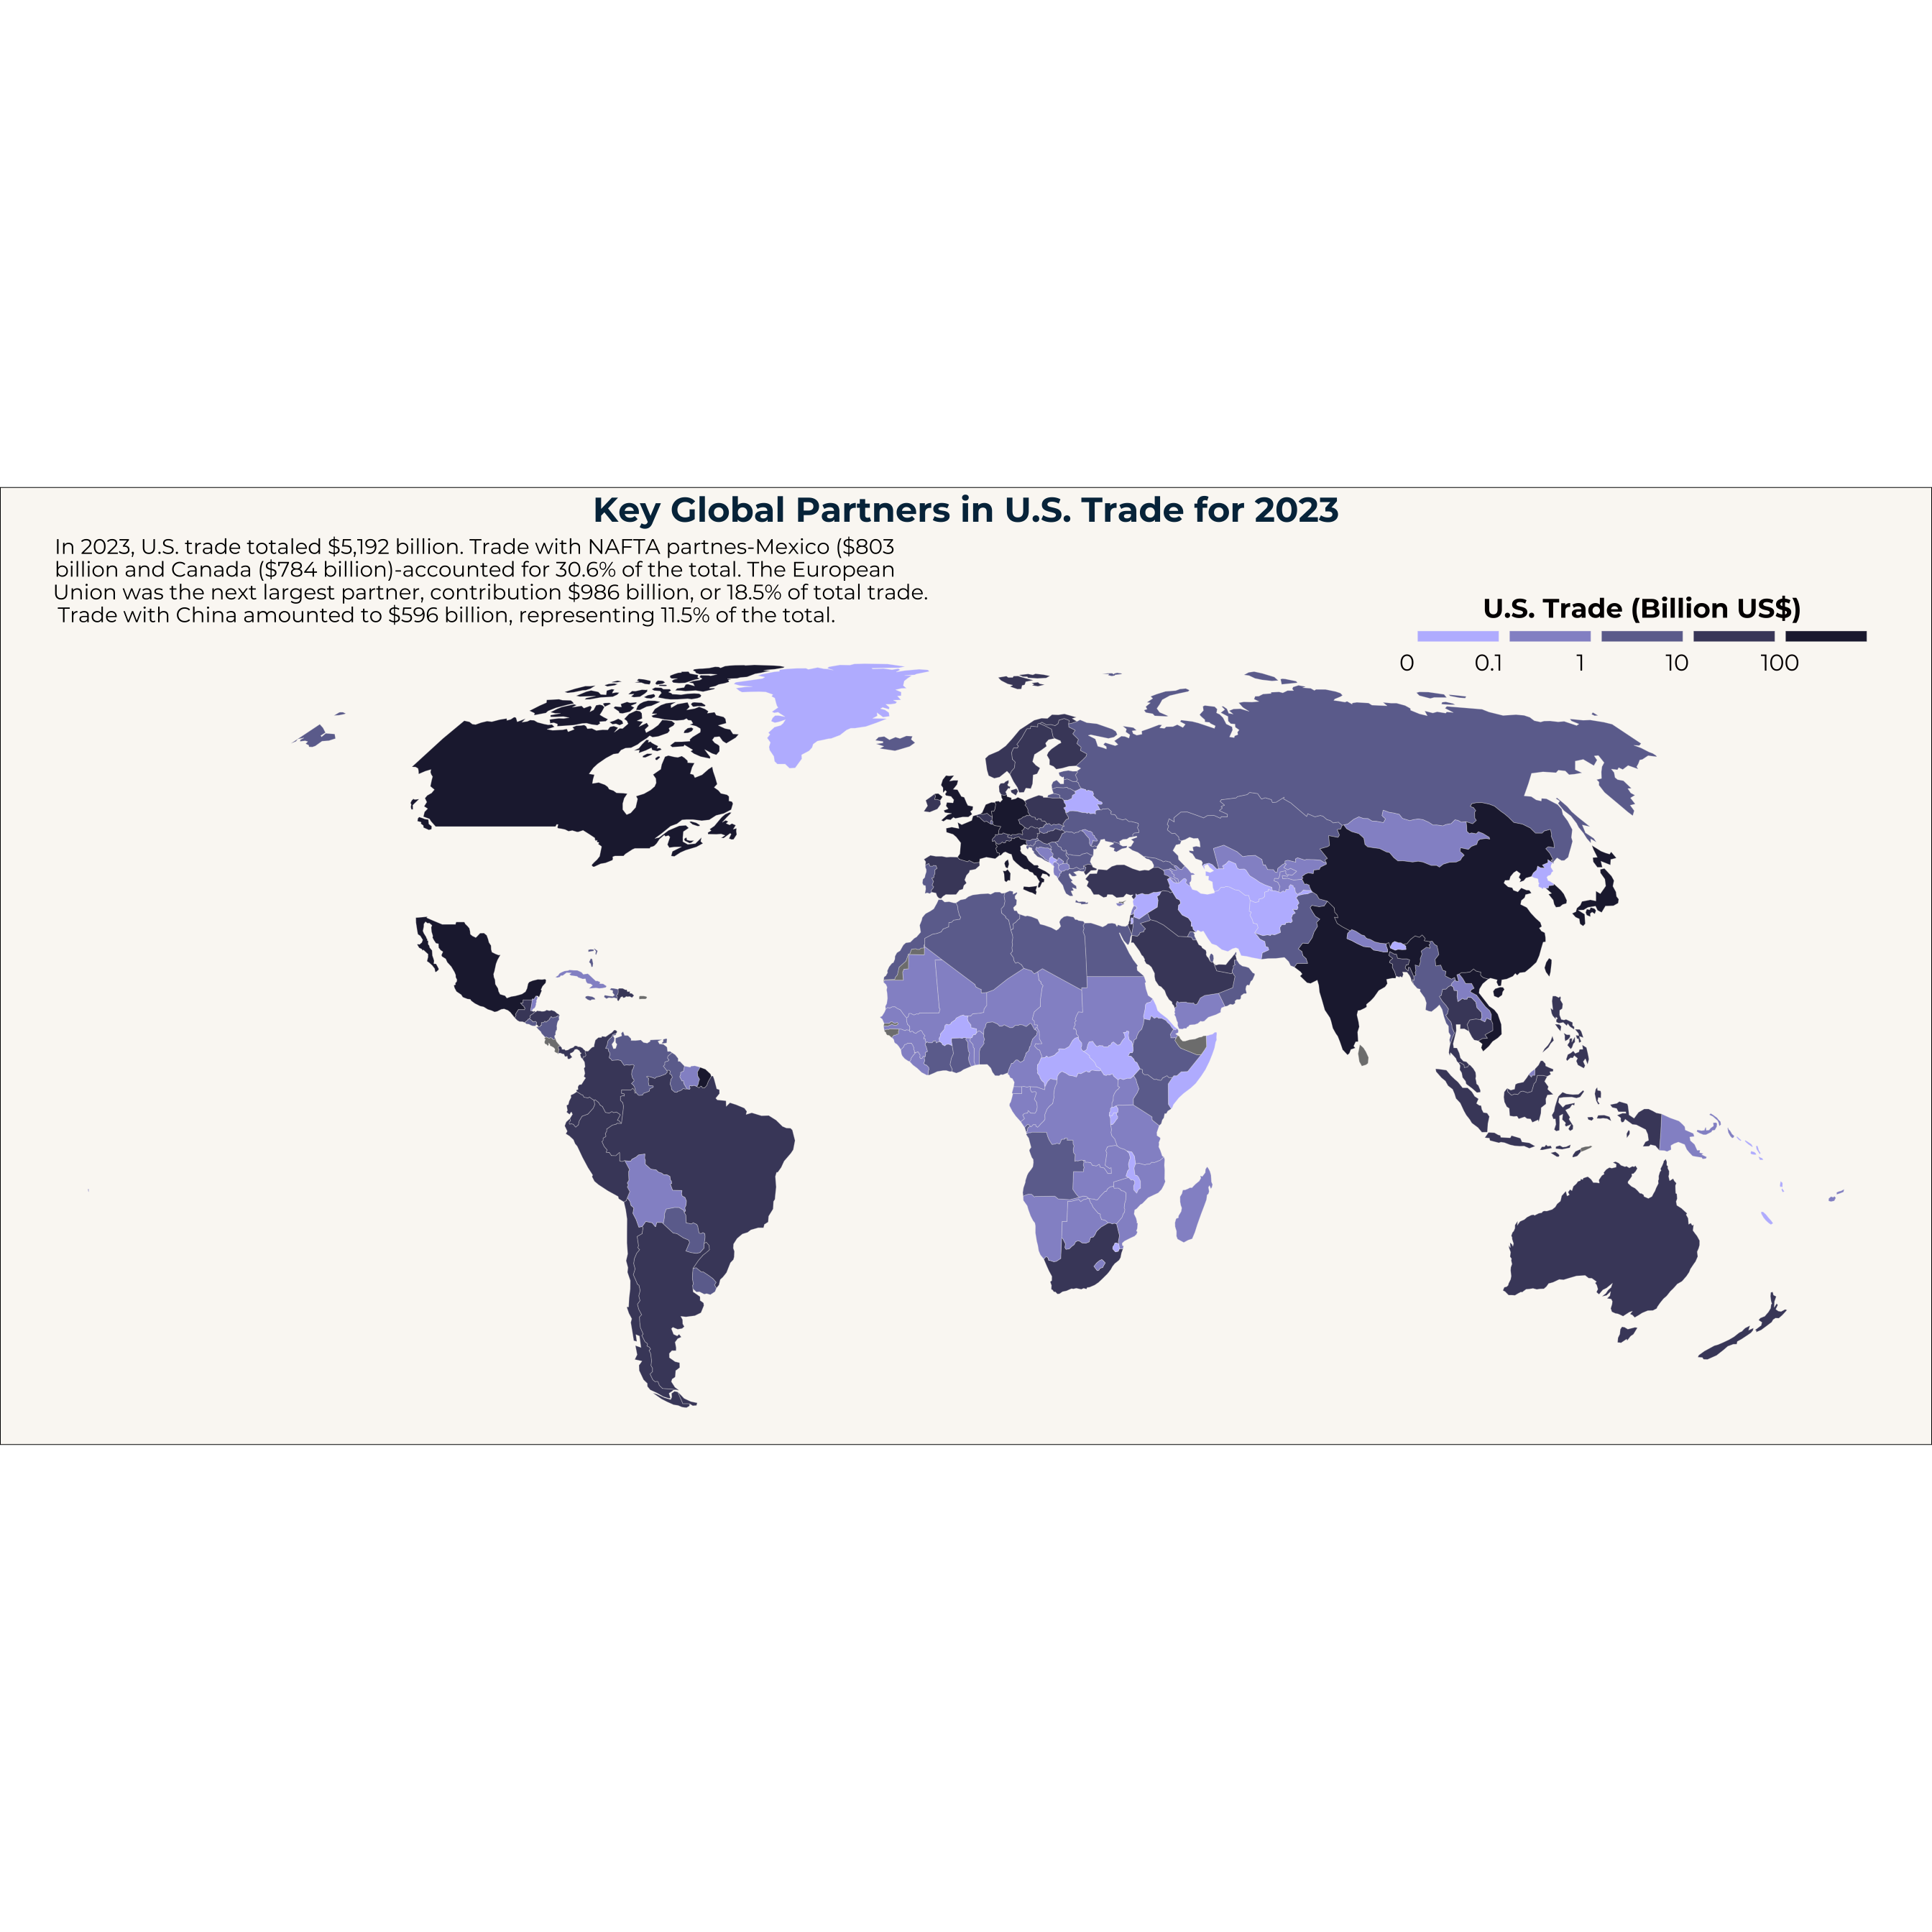 Key Global Partners in U.S. Trade for 2023
In 2023, U.S. trade totaled $5,192 billion. Trade with NAFTA partnes-Mexico ($803
billion and Canada ($784 billion)-accounted for 30.6% of the total. The European
Union was the next largest partner, contribution $986 billion, or 18.5% of total trade.
Trade with China amounted to $596 billion, representing 11.5% of the total.
U.S. Trade (Billion US$)
0 0.1 1 10 100